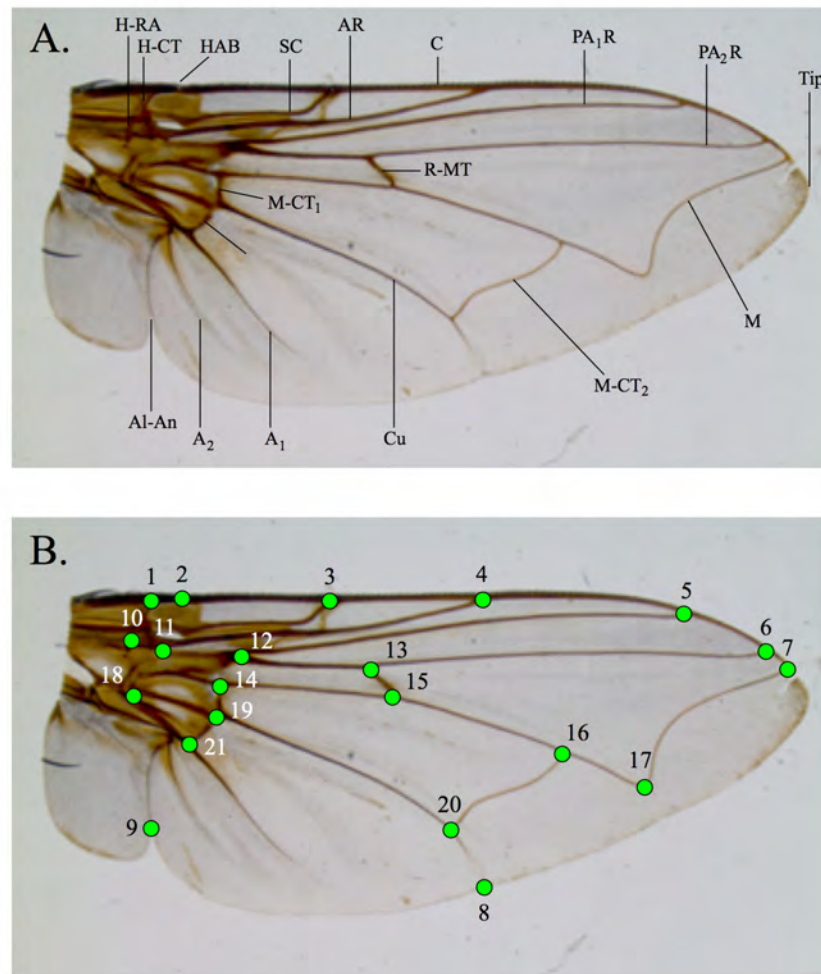 A.
H-RA
H-CT
HAB
SC
AR
C
PA₁R
PA₂R
Tip
R-MT
M-CT₁
M
M-CT₂
Al-An
A₂
A₁
Cu
B.
1
2
3
4
5
6
7
10
11
12
13
14
15
18
19
16
17
21
20
9
8